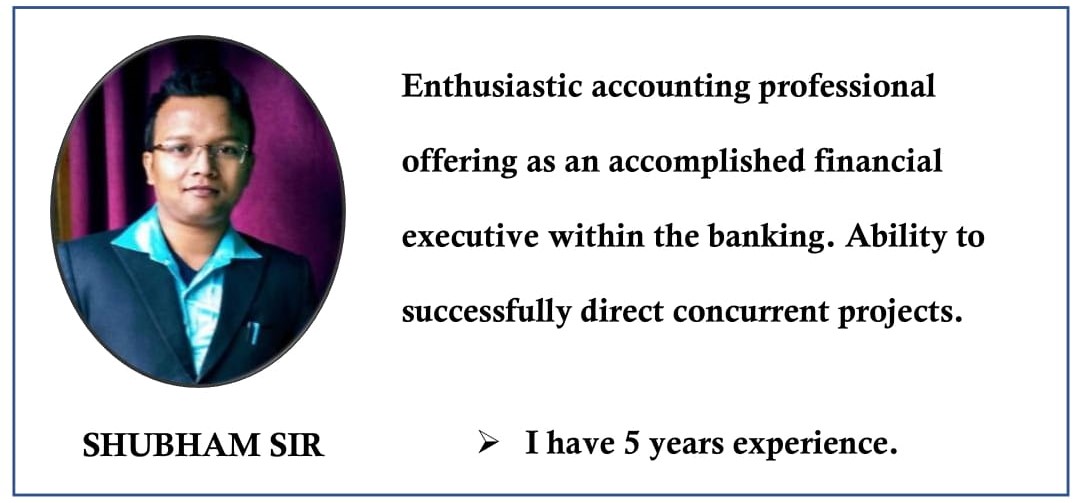 Enthusiastic accounting professional
offering as an accomplished financial
executive within the banking. Ability to
successfully direct concurrent projects.
SHUBHAM SIR
➢ I have 5 years experience.